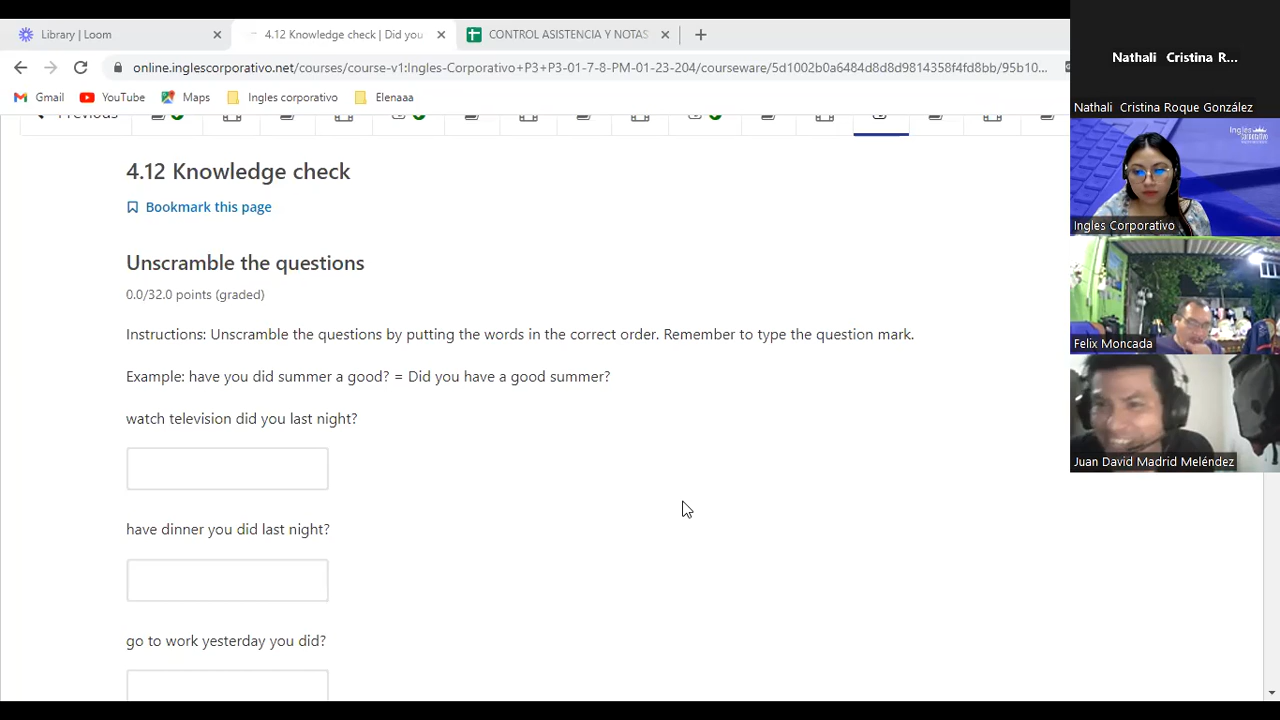 Library | Loom
4.12 Knowledge check | Did you
CONTROL ASISTENCIA Y NOTAS
online.inglescorporativo.net/courses/course-v1:Ingles-Corporativo+P3+P3-01-7-8-PM-01-23-204/courseware/5d1002b0a6484d8d8d9814358f4fd8bb/95b10...
Gmail
YouTube
Maps
Ingles corporativo
Elenaaa
Previous
4.12 Knowledge check
Bookmark this page
Unscramble the questions
0.0/32.0 points (graded)
Instructions: Unscramble the questions by putting the words in the correct order. Remember to type the question mark.
Example: have you did summer a good? = Did you have a good summer?
watch television did you last night?
have dinner you did last night?
go to work yesterday you did?
Nathali Cristina R...
Nathali Cristina Roque González
Ingles
Corporativo
Ingles Corporativo
Felix Moncada
Juan David Madrid Meléndez